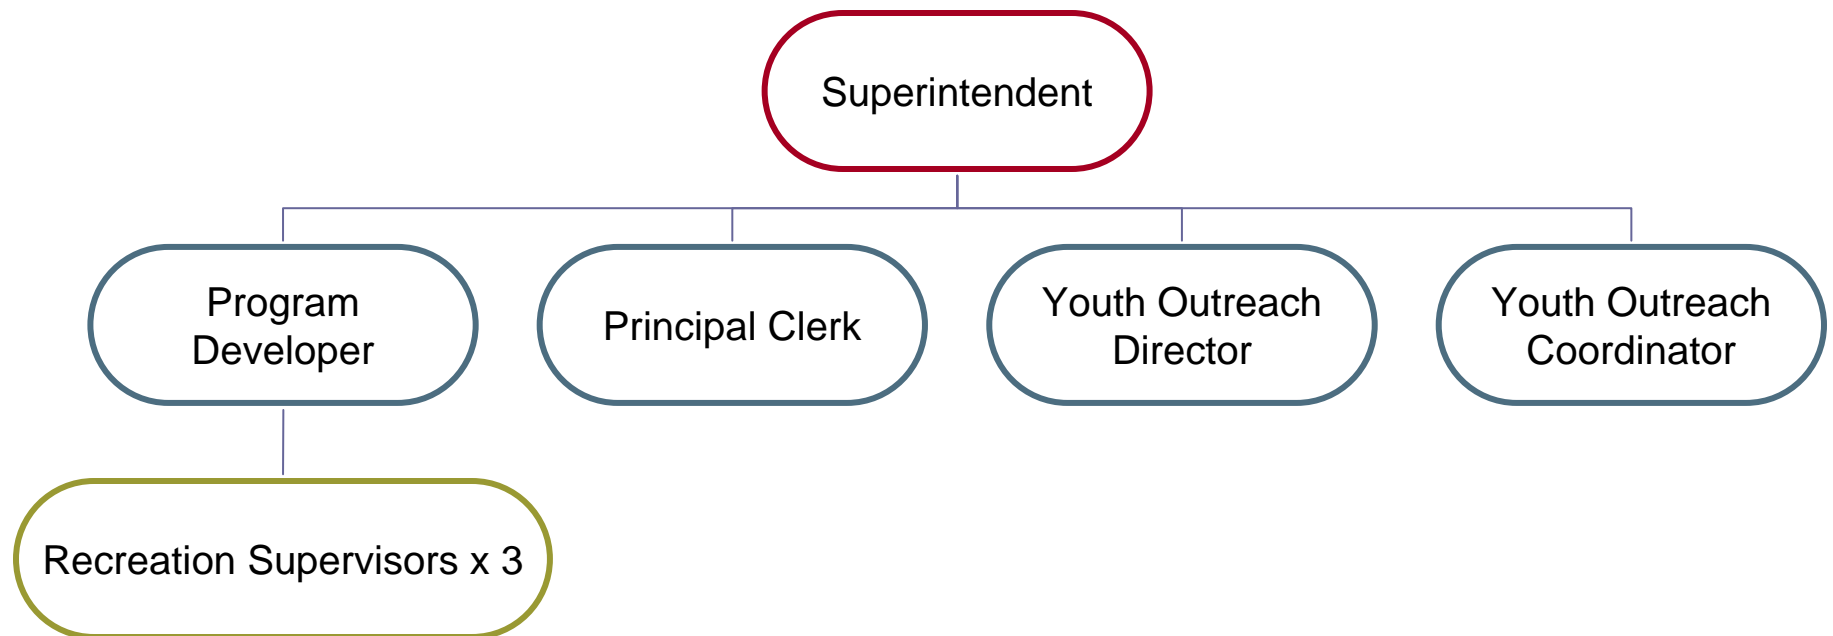 Superintendent
Program
Developer
Principal Clerk
Youth Outreach
Director
Youth Outreach
Coordinator
Recreation Supervisors x 3